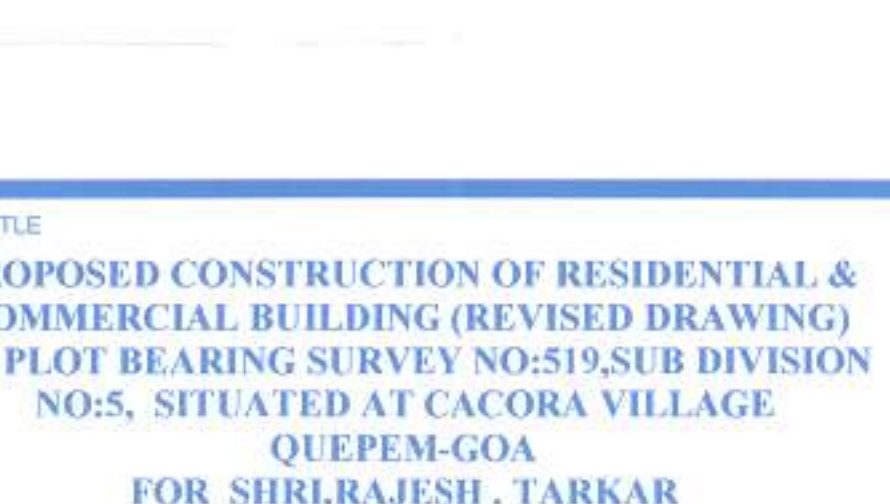 TLE
OPOSED CONSTRUCTION OF RESIDENTIAL &
OMMERCIAL BUILDING (REVISED DRAWING)
PLOT BEARING SURVEY NO:519,SUB DIVISION
NO:5, SITUATED AT CACORA VILLAGE
QUEPEM-GOA
FOR SHRI,RAJESH . TARKAR